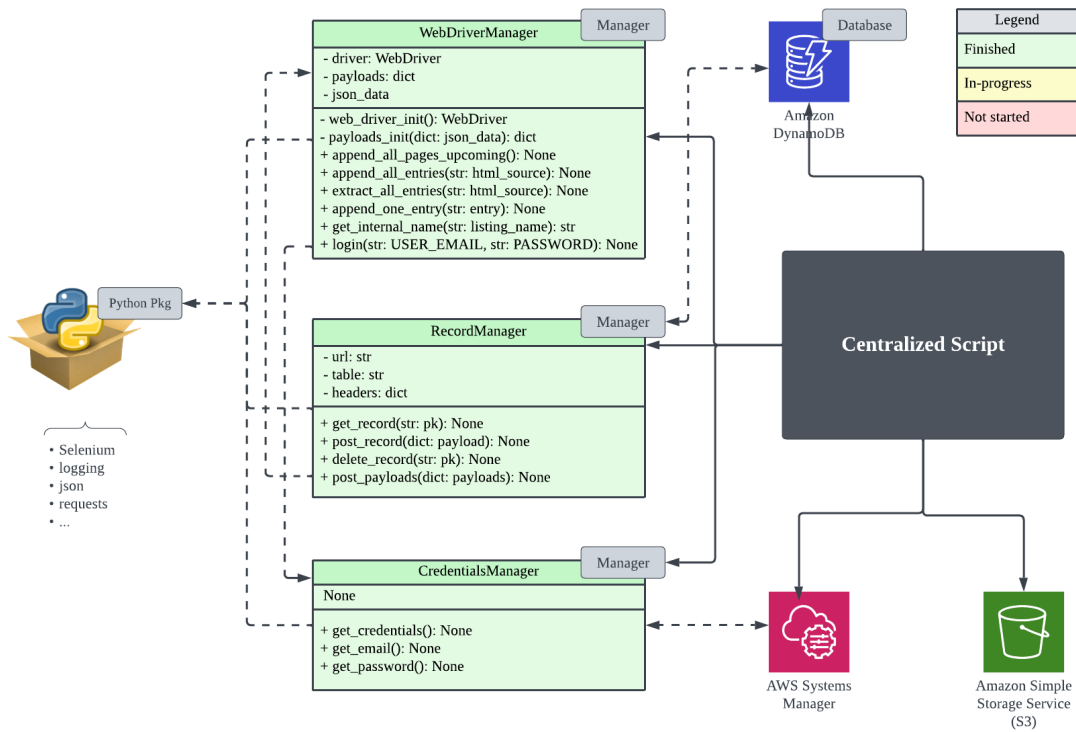 WebDriverManager
Manager
- driver: WebDriver
- payloads: dict
- json_data
- web_driver_init(): WebDriver
- payloads_init(dict: json_data): dict
+ append_all_pages_upcoming(): None
+ append_all_entries(str: html_source): None
+ extract_all_entries(str: html_source): None
+ append_one_entry(str: entry): None
+ get_internal_name(str: listing_name): str
+ login(str: USER_EMAIL, str: PASSWORD): None
Database
Amazon
DynamoDB
Legend
Finished
In-progress
Not started
Python Pkg
• Selenium
• logging
• json
• requests
• ...
RecordManager
Manager
- url: str
- table: str
- headers: dict
+ get_record(str: pk): None
+ post_record(dict: payload): None
+ delete_record(str: pk): None
+ post_payloads(dict: payloads): None
Centralized Script
CredentialsManager
Manager
None
+ get_credentials(): None
+ get_email(): None
+ get_password(): None
AWS Systems
Manager
Amazon Simple
Storage Service
(S3)